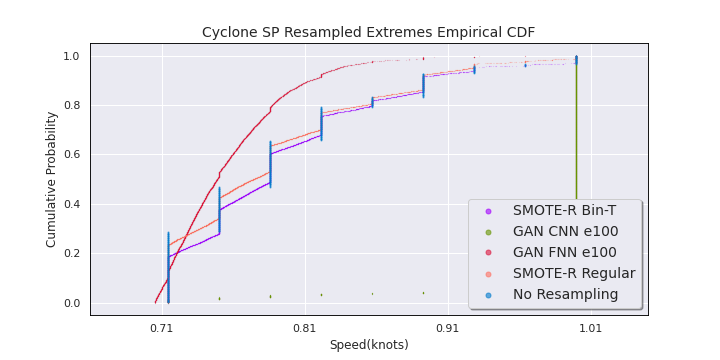 Cyclone SP Resampled Extremes Empirical CDF
Cumulative Probability
1.0
0.8
0.6
0.4
0.2
0.0
SMOTE-R Bin-T
GAN CNN e100
GAN FNN e100
SMOTE-R Regular
No Resampling
0.71
0.81
0.91
1.01
Speed(knots)